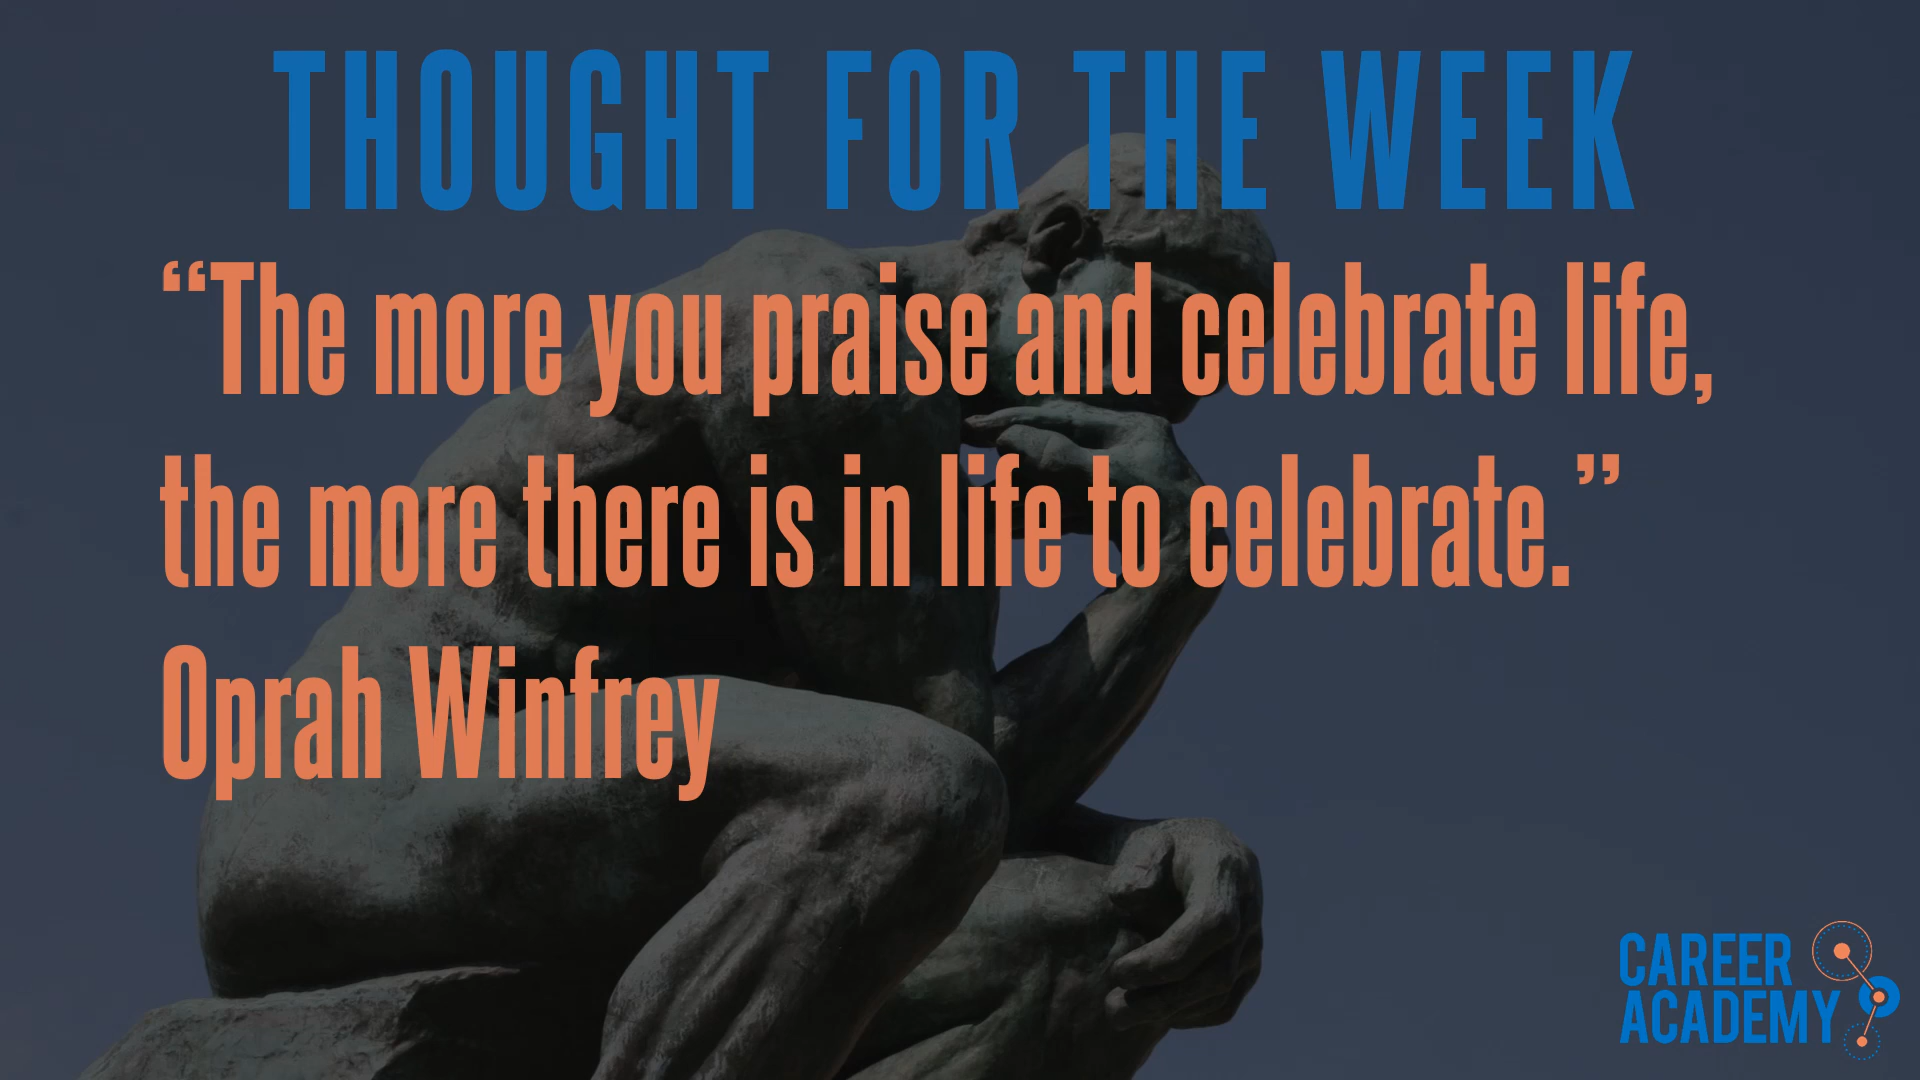 THOUGHT FOR THE WEEK
“The more you praise and celebrate life,
the more there is in life to celebrate.”
Oprah Winfrey
CAREER
ACADEMY